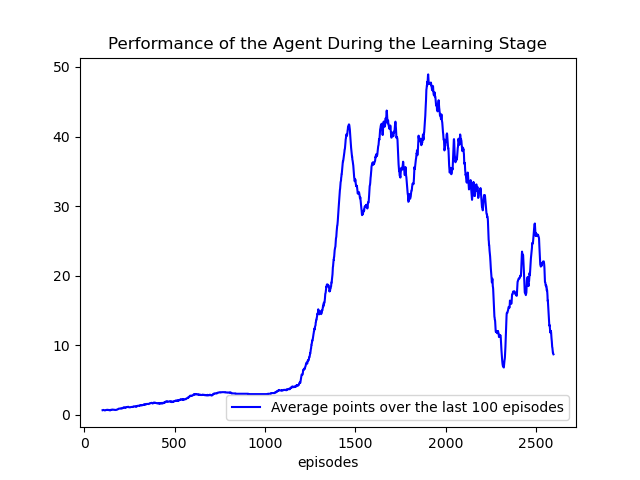 Performance of the Agent During the Learning Stage
50
40
30
20
10
0
Average points over the last 100 episodes
0 500 1000 1500 2000 2500
episodes